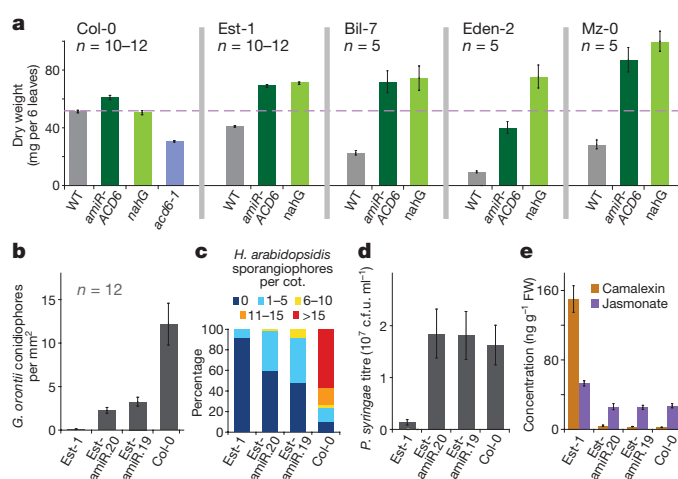 a
Col-0
n = 10–12
Est-1
n = 10–12
Bil-7
n = 5
Eden-2
n = 5
Mz-0
n = 5
Dry weight
(mg per 6 leaves)
80
40
0
WT
amiR-
ACD6
nahG
acd6-1
WT
amiR-
ACD6
nahG
WT
amiR-
ACD6
nahG
WT
amiR-
ACD6
nahG
WT
amiR-
ACD6
nahG
b
n = 12
G. orontii conidiophores
per mm²
15
10
5
0
Est-1
Est-
amiR.20
Est-
amiR.19
Col-0
c
H. arabidopsidis
sporangiophores
per cot.
0
1–5
6–10
11–15
>15
Percentage
100
80
60
40
20
0
Est-1
Est-
amiR.20
Est-
amiR.19
Col-0
d
P. syringae titre (10⁷ c.f.u. ml⁻¹)
2
1
0
Est-1
Est-
amiR.20
Est-
amiR.19
Col-0
e
Camalexin
Jasmonate
Concentration (ng g⁻¹ FW)
160
80
0
Est-1
Est-
amiR.20
Est-
amiR.19
Col-0